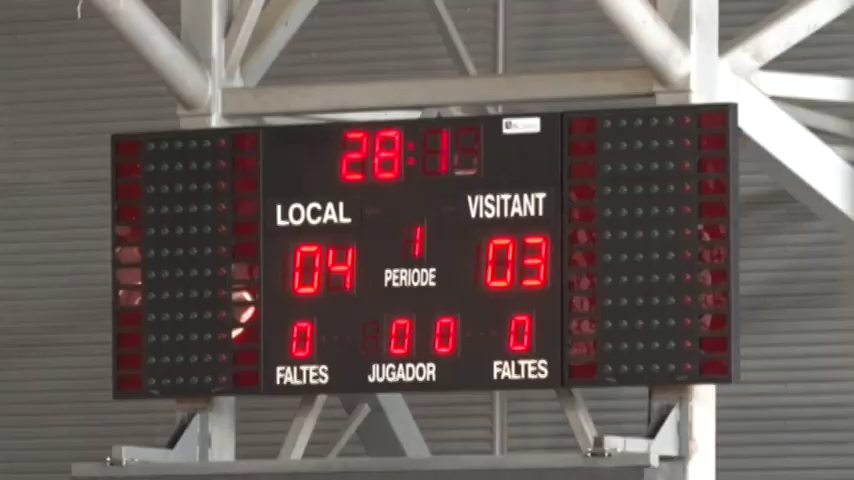 28:1
LOCAL VISITANT
1
04 03
PERIODE
0 00 0
FALTES JUGADOR FALTES